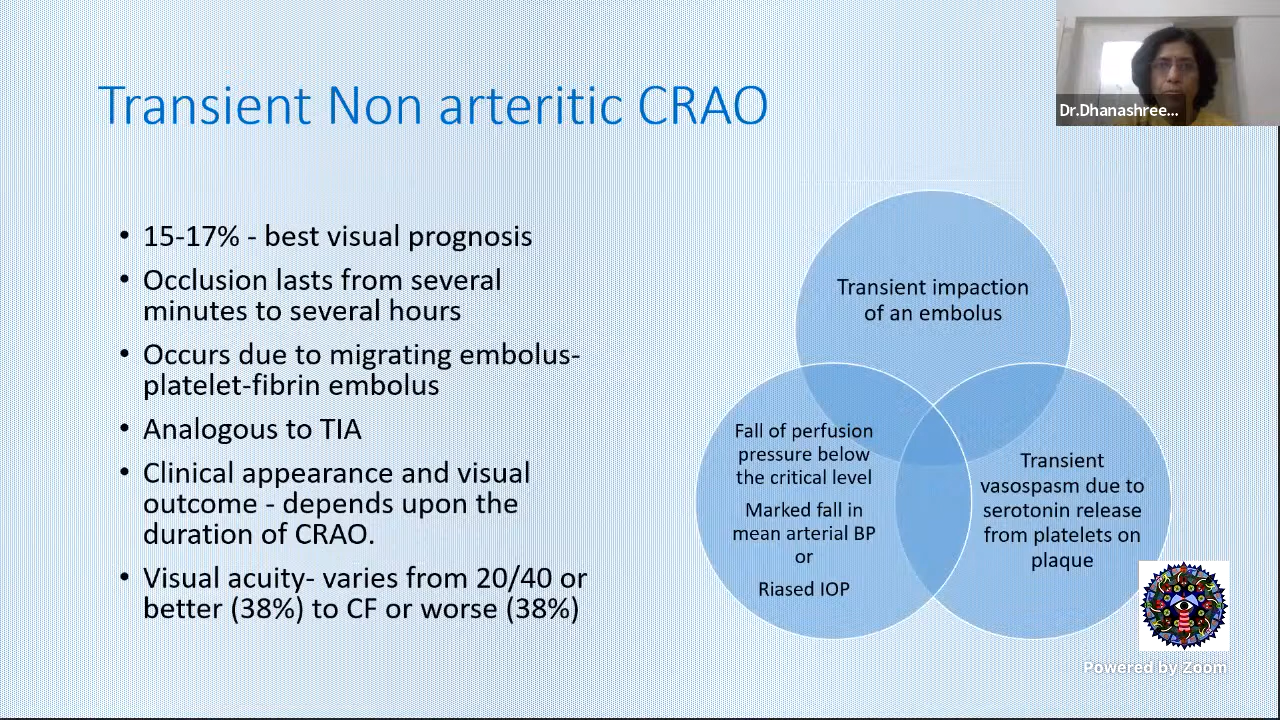 Transient Non arteritic CRAO
Dr.Dhanashree...
• 15-17% - best visual prognosis
• Occlusion lasts from several
minutes to several hours
• Occurs due to migrating embolus-
platelet-fibrin embolus
• Analogous to TIA
• Clinical appearance and visual
outcome - depends upon the
duration of CRAO.
• Visual acuity- varies from 20/40 or
better (38%) to CF or worse (38%)
Transient impaction
of an embolus
Fall of perfusion
pressure below
the critical level
Marked fall in
mean arterial BP
or
Riased IOP
Transient
vasospasm due to
serotonin release
from platelets on
plaque
Powered by Zoom